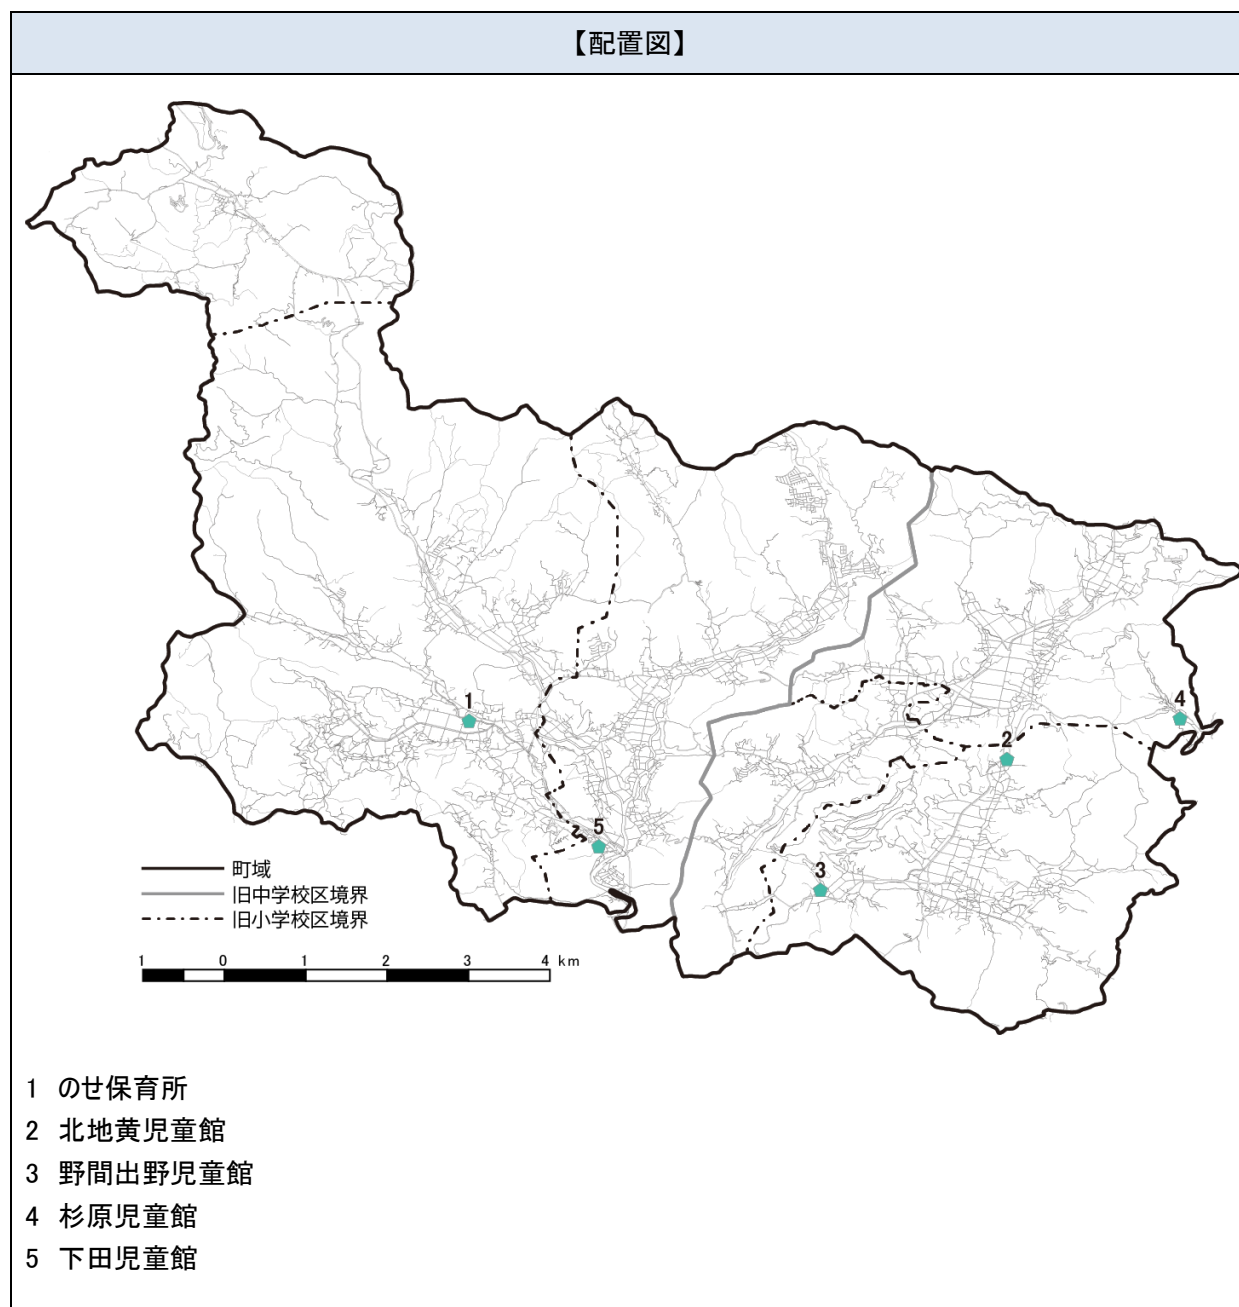 【配置図】
1
4
2
5
3
町域
旧中学校区境界
旧小学校区境界
1 0 1 2 3 4 km
1 のせ保育所
2 北地黄児童館
3 野間出野児童館
4 杉原児童館
5 下田児童館